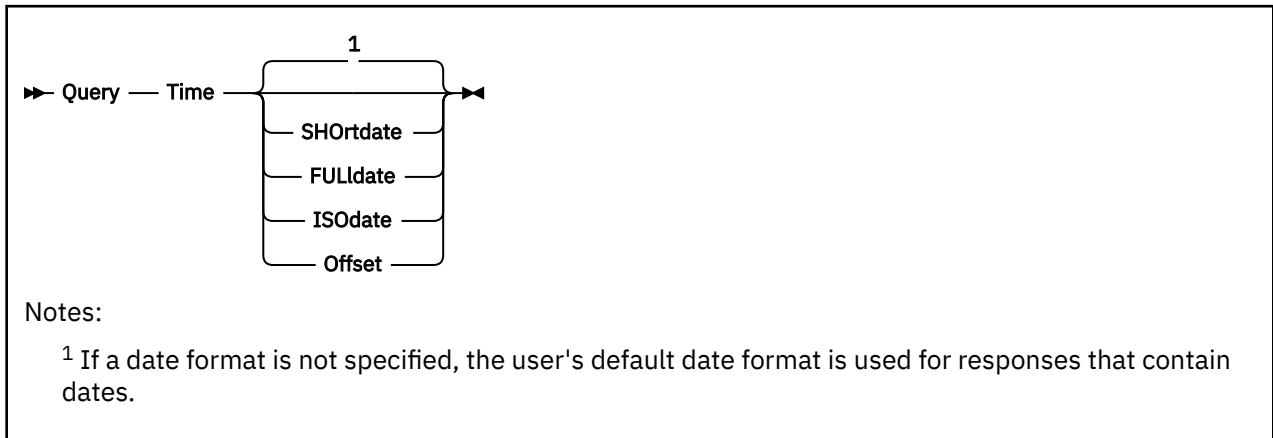 1
Query — Time
SHOrtdate
FULldate
ISOdate
Offset
Notes:
1 If a date format is not specified, the user's default date format is used for responses that contain
dates.